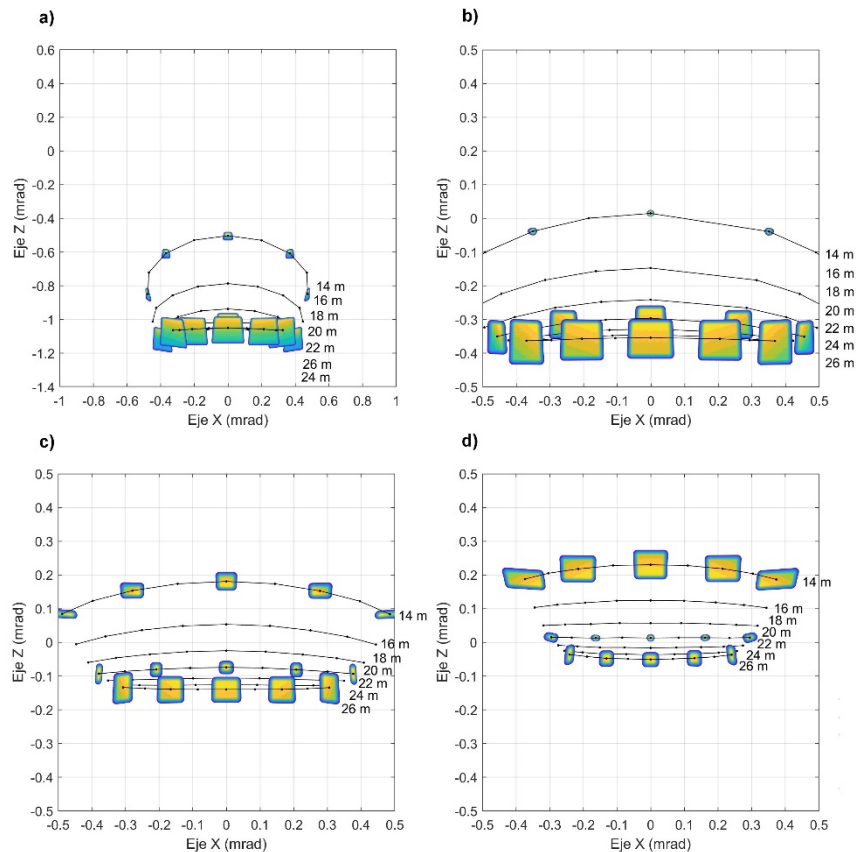 a)
0.6
0.4
0.2
0
-0.2
-0.4
-0.6
-0.8
-1
-1.2
-1.4
Eje Z (mrad)
14 m
16 m
18 m
20 m
22 m
26 m
24 m
-1 -0.8 -0.6 -0.4 -0.2 0 0.2 0.4 0.6 0.8 1
Eje X (mrad)
b)
0.5
0.4
0.3
0.2
0.1
0
-0.1
-0.2
-0.3
-0.4
-0.5
Eje Z (mrad)
14 m
16 m
18 m
20 m
22 m
24 m
26 m
-0.5 -0.4 -0.3 -0.2 -0.1 0 0.1 0.2 0.3 0.4 0.5
Eje X (mrad)
c)
0.5
0.4
0.3
0.2
0.1
0
-0.1
-0.2
-0.3
-0.4
-0.5
Eje Z (mrad)
14 m
16 m
18 m
20 m
22 m
24 m
26 m
-0.5 -0.4 -0.3 -0.2 -0.1 0 0.1 0.2 0.3 0.4 0.5
Eje X (mrad)
d)
0.5
0.4
0.3
0.2
0.1
0
-0.1
-0.2
-0.3
-0.4
-0.5
Eje Z (mrad)
14 m
16 m
18 m
20 m
22 m
24 m
26 m
-0.5 -0.4 -0.3 -0.2 -0.1 0 0.1 0.2 0.3 0.4 0.5
Eje X (mrad)